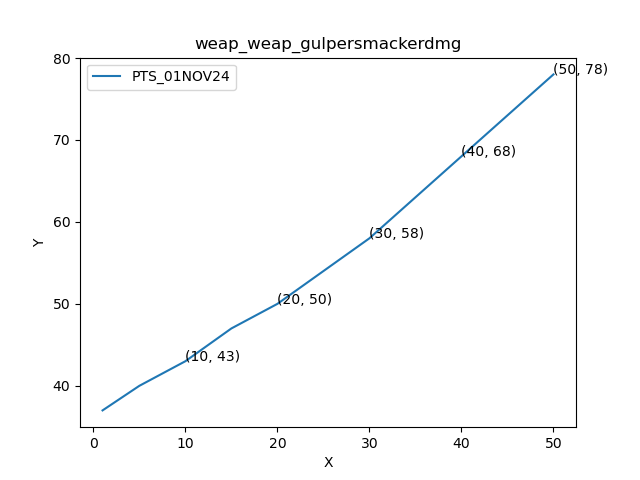 weap_weap_gulpersmackerdmg
PTS_01NOV24
(50, 78)
(40, 68)
(30, 58)
(20, 50)
(10, 43)
80
70
60
50
40
Y
0 10 20 30 40 50
X